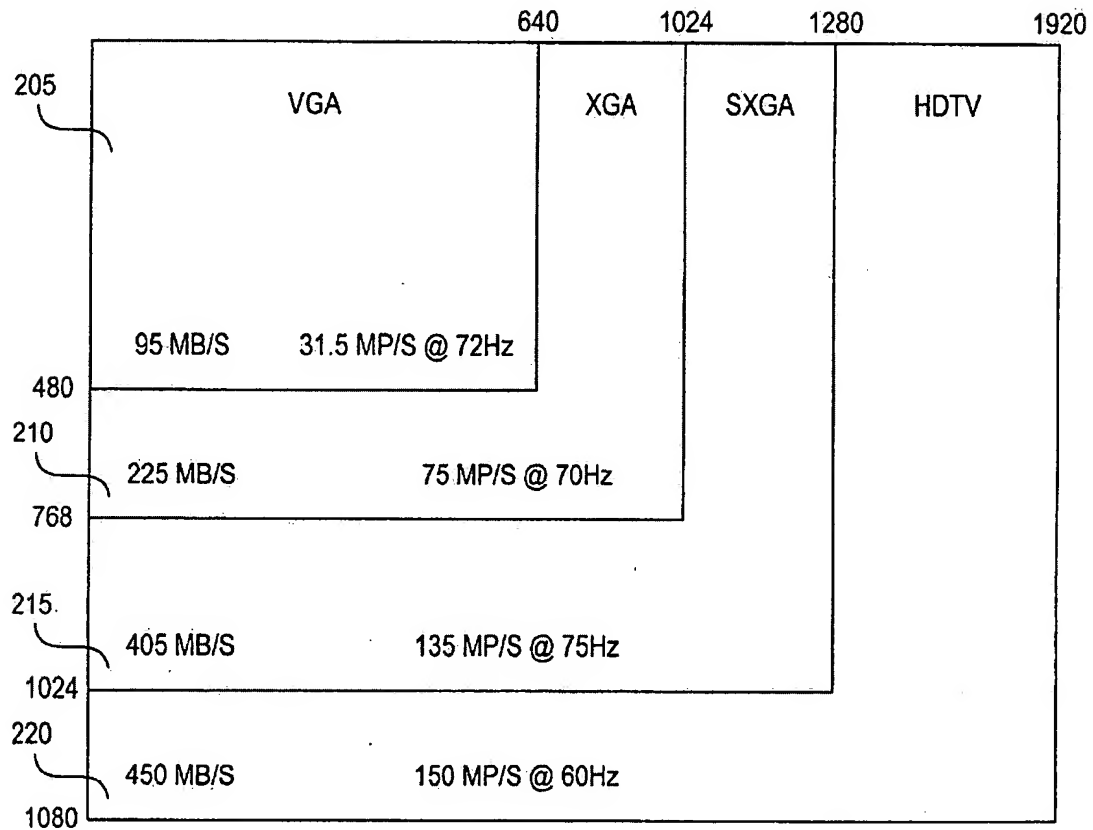 640 1024 1280 1920
205
VGA XGA SXGA HDTV
95 MB/S 31.5 MP/S @ 72Hz
480
210
225 MB/S 75 MP/S @ 70Hz
768
215
405 MB/S 135 MP/S @ 75Hz
1024
220
450 MB/S 150 MP/S @ 60Hz
1080